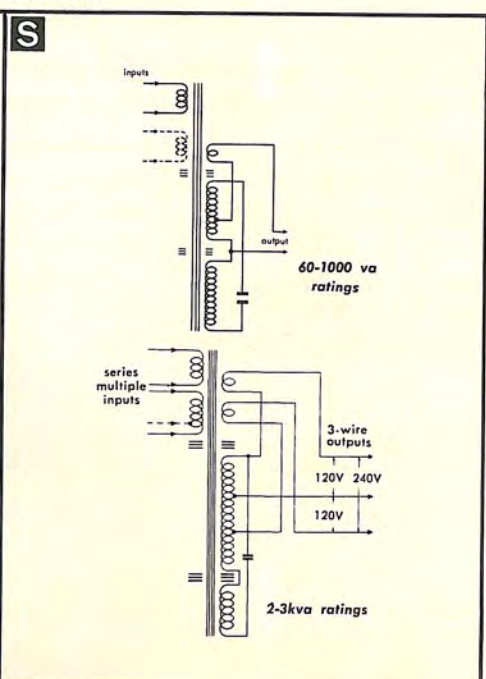 S
inputs
output
60-1000 va
ratings
series
multiple
inputs
3-wire
outputs
120V 240V
120V
2-3kva ratings